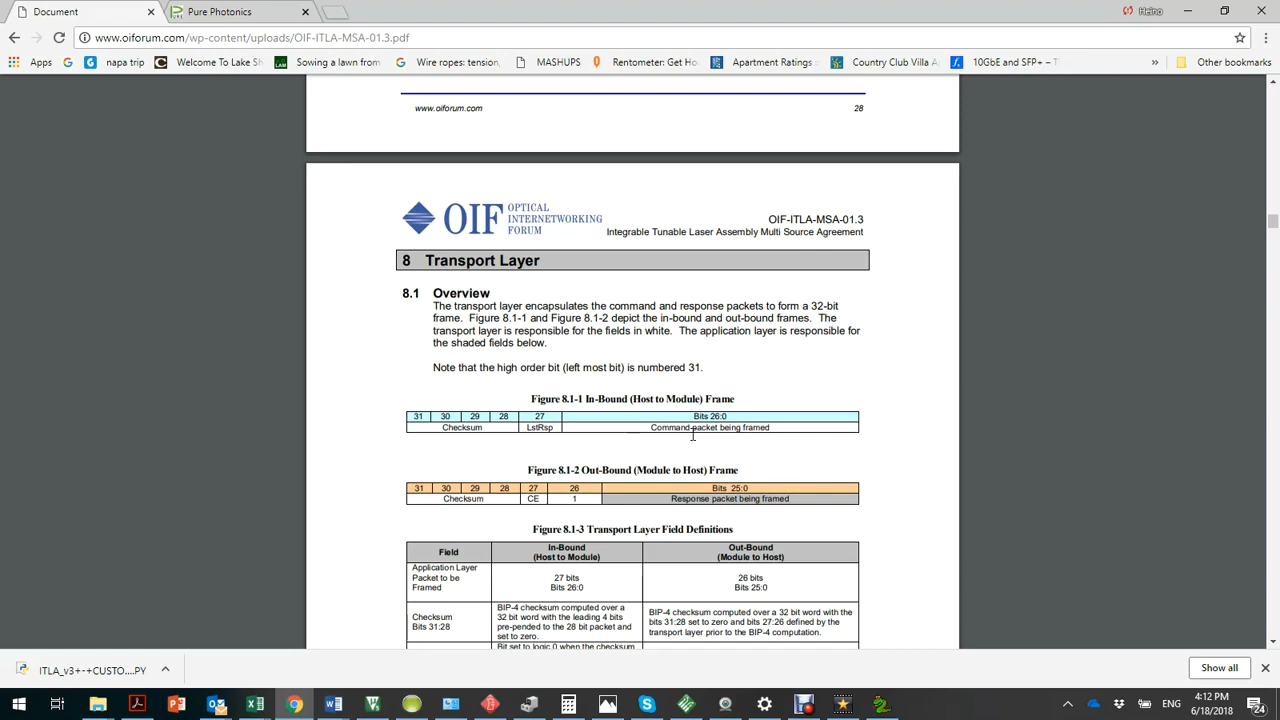 Document
Pure Photonics
Heino
www.oiforum.com/wp-content/uploads/OIF-ITLA-MSA-01.3.pdf
Apps
napa trip
Welcome To Lake Sh
Sowing a lawn from
Wire ropes: tension,
MASHUPS
Rentometer: Get Ho
Apartment Ratings
Country Club Villa A
10GbE and SFP+ – T
»
Other bookmarks
www.oiforum.com
28
OIF OPTICAL
INTERNETWORKING
FORUM
OIF-ITLA-MSA-01.3
Integrable Tunable Laser Assembly Multi Source Agreement
8 Transport Layer
8.1 Overview
The transport layer encapsulates the command and response packets to form a 32-bit
frame. Figure 8.1-1 and Figure 8.1-2 depict the in-bound and out-bound frames. The
transport layer is responsible for the fields in white. The application layer is responsible for
the shaded fields below.
Note that the high order bit (left most bit) is numbered 31.
Figure 8.1-1 In-Bound (Host to Module) Frame
31 30 29 28 27 Bits 26:0
Checksum LstRsp Command packet being framed
Figure 8.1-2 Out-Bound (Module to Host) Frame
31 30 29 28 27 26 Bits 25:0
Checksum CE 1 Response packet being framed
Figure 8.1-3 Transport Layer Field Definitions
Field
In-Bound
(Host to Module)
Out-Bound
(Module to Host)
Application Layer
Packet to be
Framed
27 bits
Bits 26:0
26 bits
Bits 25:0
Checksum
Bits 31:28
BIP-4 checksum computed over a
32 bit word with the leading 4 bits
pre-pended to the 28 bit packet and
set to zero.
BIP-4 checksum computed over a 32 bit word with the
bits 31:28 set to zero and bits 27:26 defined by the
transport layer prior to the BIP-4 computation.
Bit set to logic 0 when the checksum
ITLA_v3+-+CUSTO....PY
Show all
4:12 PM
6/18/2018
24